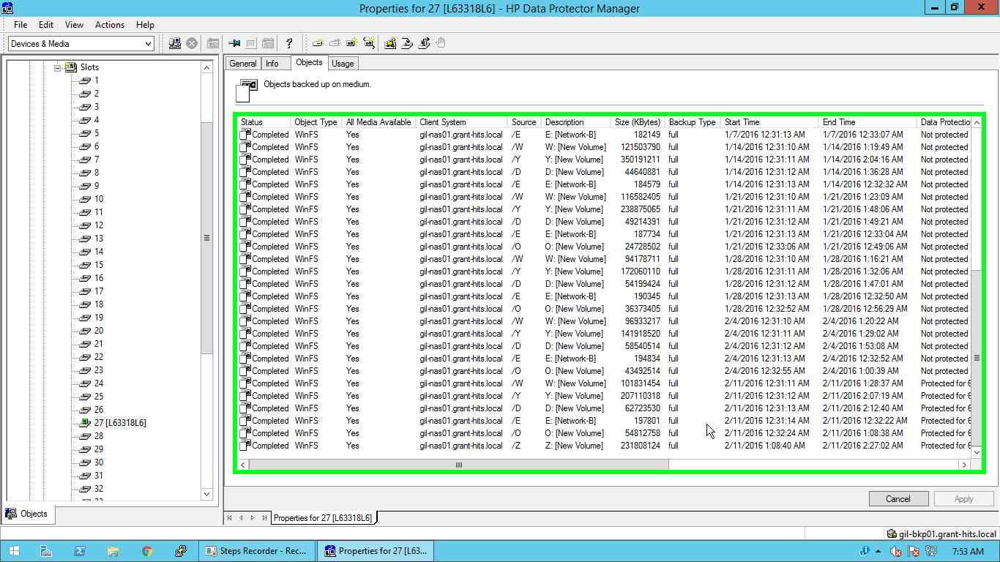 Properties for 27 [L63318L6] - HP Data Protector Manager
File Edit View Actions Help
Devices & Media
Slots
1
2
3
4
5
6
7
8
9
10
11
12
13
14
15
16
17
18
19
20
21
22
23
24
25
26
27 [L63318L6]
28
29
30
31
32
Objects
General Info Objects Usage
Objects backed up on medium.
Status Object Type All Media Available Client System Source Description Size (KBytes) Backup Type Start Time End Time Data Protectio
Completed WinFS Yes gil-nas01.grant-hits.local /E E: [Network-B] 182149 full 1/7/2016 12:31:13 AM 1/7/2016 12:33:07 AM Not protected
Completed WinFS Yes gil-nas01.grant-hits.local /W W: [New Volume] 121503790 full 1/14/2016 12:31:10 AM 1/14/2016 1:19:49 AM Not protected
Completed WinFS Yes gil-nas01.grant-hits.local /Y Y: [New Volume] 350191211 full 1/14/2016 12:31:11 AM 1/14/2016 2:04:16 AM Not protected
Completed WinFS Yes gil-nas01.grant-hits.local /D D: [New Volume] 44640881 full 1/14/2016 12:31:12 AM 1/14/2016 1:36:28 AM Not protected
Completed WinFS Yes gil-nas01.grant-hits.local /E E: [Network-B] 184579 full 1/14/2016 12:31:13 AM 1/14/2016 12:32:32 AM Not protected
Completed WinFS Yes gil-nas01.grant-hits.local /W W: [New Volume] 116582405 full 1/21/2016 12:31:10 AM 1/21/2016 1:23:09 AM Not protected
Completed WinFS Yes gil-nas01.grant-hits.local /Y Y: [New Volume] 238875065 full 1/21/2016 12:31:11 AM 1/21/2016 1:48:06 AM Not protected
Completed WinFS Yes gil-nas01.grant-hits.local /D D: [New Volume] 49214391 full 1/21/2016 12:31:12 AM 1/21/2016 1:49:21 AM Not protected
Completed WinFS Yes gil-nas01.grant-hits.local /E E: [Network-B] 187734 full 1/21/2016 12:31:13 AM 1/21/2016 12:33:04 AM Not protected
Completed WinFS Yes gil-nas01.grant-hits.local /O O: [New Volume] 24728502 full 1/21/2016 12:33:06 AM 1/21/2016 12:49:06 AM Not protected
Completed WinFS Yes gil-nas01.grant-hits.local /W W: [New Volume] 94178711 full 1/28/2016 12:31:10 AM 1/28/2016 1:16:21 AM Not protected
Completed WinFS Yes gil-nas01.grant-hits.local /Y Y: [New Volume] 172060110 full 1/28/2016 12:31:11 AM 1/28/2016 1:32:06 AM Not protected
Completed WinFS Yes gil-nas01.grant-hits.local /D D: [New Volume] 54199424 full 1/28/2016 12:31:12 AM 1/28/2016 1:47:01 AM Not protected
Completed WinFS Yes gil-nas01.grant-hits.local /E E: [Network-B] 190345 full 1/28/2016 12:31:13 AM 1/28/2016 12:32:50 AM Not protected
Completed WinFS Yes gil-nas01.grant-hits.local /O O: [New Volume] 36373405 full 1/28/2016 12:32:52 AM 1/28/2016 12:56:29 AM Not protected
Completed WinFS Yes gil-nas01.grant-hits.local /W W: [New Volume] 96933217 full 2/4/2016 12:31:10 AM 2/4/2016 1:20:22 AM Not protected
Completed WinFS Yes gil-nas01.grant-hits.local /Y Y: [New Volume] 141918520 full 2/4/2016 12:31:11 AM 2/4/2016 1:29:02 AM Not protected
Completed WinFS Yes gil-nas01.grant-hits.local /D D: [New Volume] 58540514 full 2/4/2016 12:31:12 AM 2/4/2016 1:53:08 AM Not protected
Completed WinFS Yes gil-nas01.grant-hits.local /E E: [Network-B] 194834 full 2/4/2016 12:31:13 AM 2/4/2016 12:32:52 AM Not protected
Completed WinFS Yes gil-nas01.grant-hits.local /O O: [New Volume] 43492514 full 2/4/2016 12:32:55 AM 2/4/2016 1:00:39 AM Not protected
Completed WinFS Yes gil-nas01.grant-hits.local /W W: [New Volume] 101831454 full 2/11/2016 12:31:11 AM 2/11/2016 1:28:37 AM Protected for 6
Completed WinFS Yes gil-nas01.grant-hits.local /Y Y: [New Volume] 207110318 full 2/11/2016 12:31:12 AM 2/11/2016 2:07:19 AM Protected for 6
Completed WinFS Yes gil-nas01.grant-hits.local /D D: [New Volume] 62723530 full 2/11/2016 12:31:13 AM 2/11/2016 2:12:40 AM Protected for 6
Completed WinFS Yes gil-nas01.grant-hits.local /E E: [Network-B] 197801 full 2/11/2016 12:31:14 AM 2/11/2016 12:32:22 AM Protected for 6
Completed WinFS Yes gil-nas01.grant-hits.local /O O: [New Volume] 54812758 full 2/11/2016 12:32:24 AM 2/11/2016 1:08:38 AM Protected for 6
Completed WinFS Yes gil-nas01.grant-hits.local /Z Z: [New Volume] 231808124 full 2/11/2016 1:08:40 AM 2/11/2016 2:27:02 AM Protected for 6
Cancel Apply
Properties for 27 [L63318L6]
gil-bkp01.grant-hits.local
Steps Recorder - Rec... Properties for 27 [L63... 7:53 AM